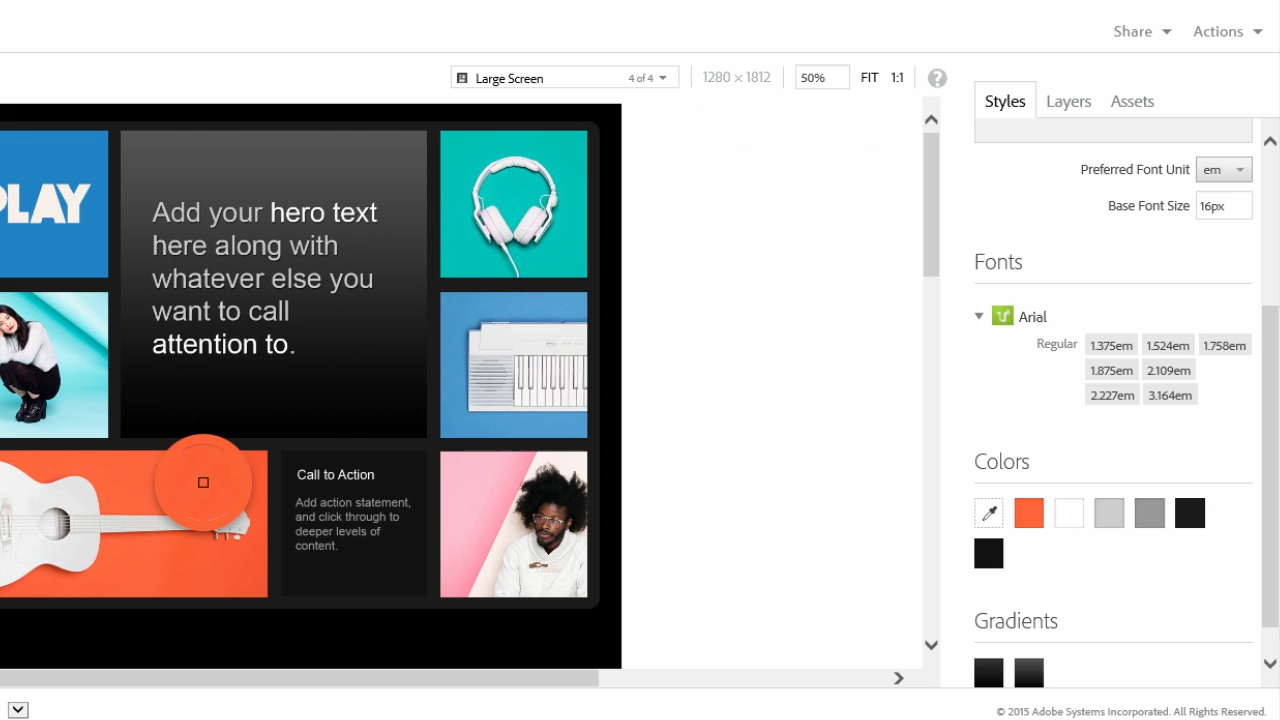 Share
Actions
Large Screen
4 of 4
1280 × 1812
50%
FIT
1:1
?
Styles
Layers
Assets
Preferred Font Unit
em
Base Font Size
16px
PLAY
Add your hero text
here along with
whatever else you
want to call
attention to.
Fonts
Arial
Regular
1.375em
1.524em
1.758em
1.875em
2.109em
2.227em
3.164em
Call to Action
Add action statement,
and click through to
deeper levels of
content.
Colors
Gradients
© 2015 Adobe Systems Incorporated. All Rights Reserved.